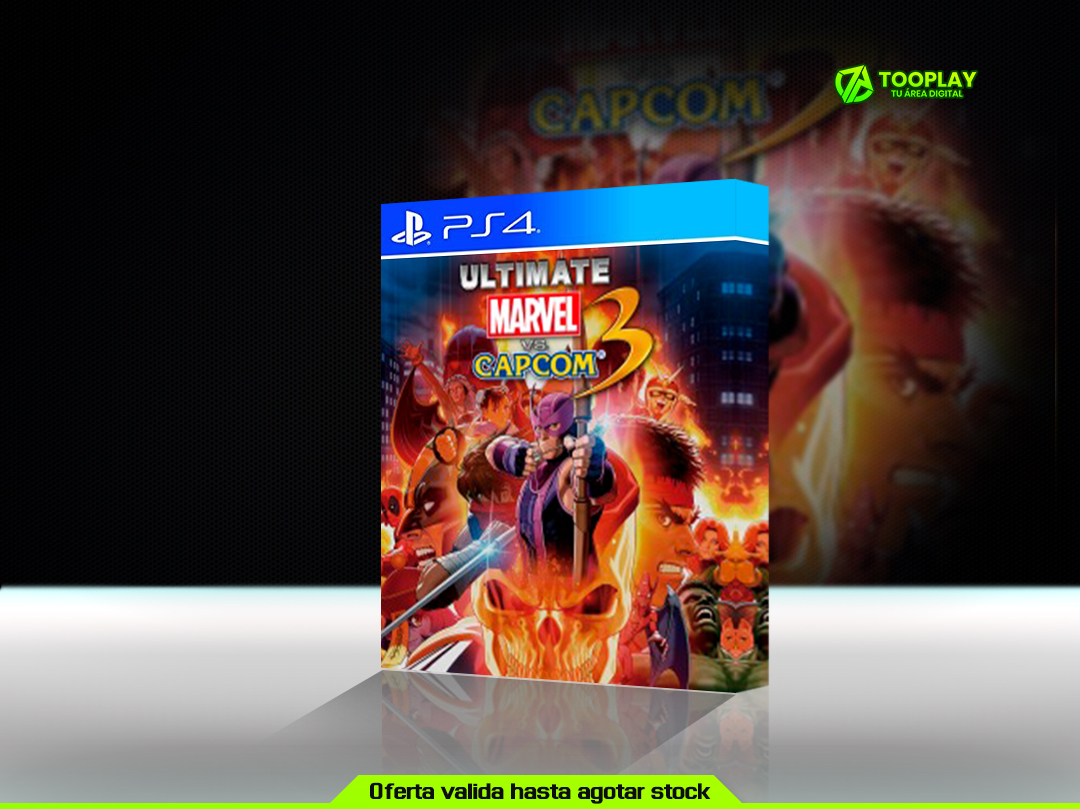 CAPCOM
TOOPLAY
TU ÁREA DIGITAL
PS4
ULTIMATE
MARVEL
VS.
CAPCOM 3
Oferta valida hasta agotar stock